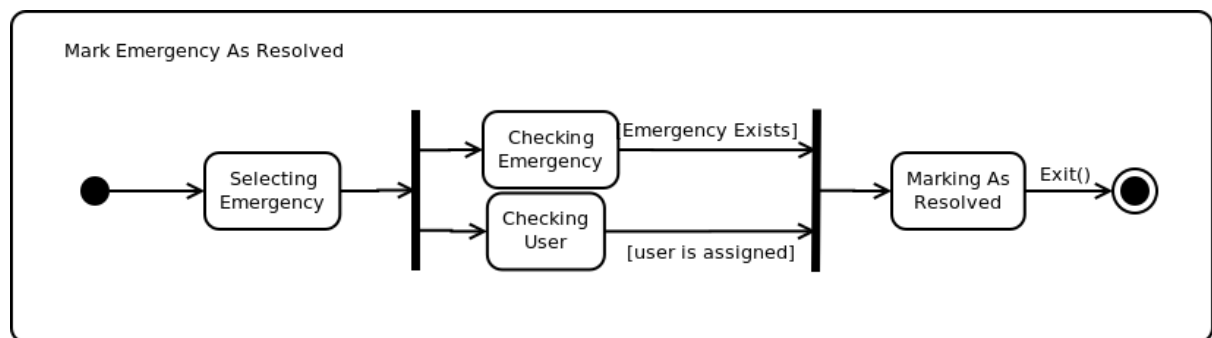 Mark Emergency As Resolved
Selecting
Emergency
Checking
Emergency
[Emergency Exists]
Checking
User
[user is assigned]
Marking As
Resolved
Exit()